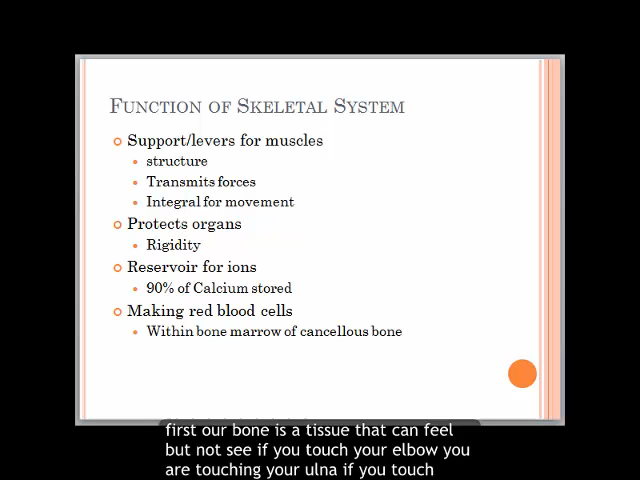 FUNCTION OF SKELETAL SYSTEM
Support/levers for muscles
structure
Transmits forces
Integral for movement
Protects organs
Rigidity
Reservoir for ions
90% of Calcium stored
Making red blood cells
Within bone marrow of cancellous bone
first our bone is a tissue that can feel
but not see if you touch your elbow you
are touching your ulna if you touch